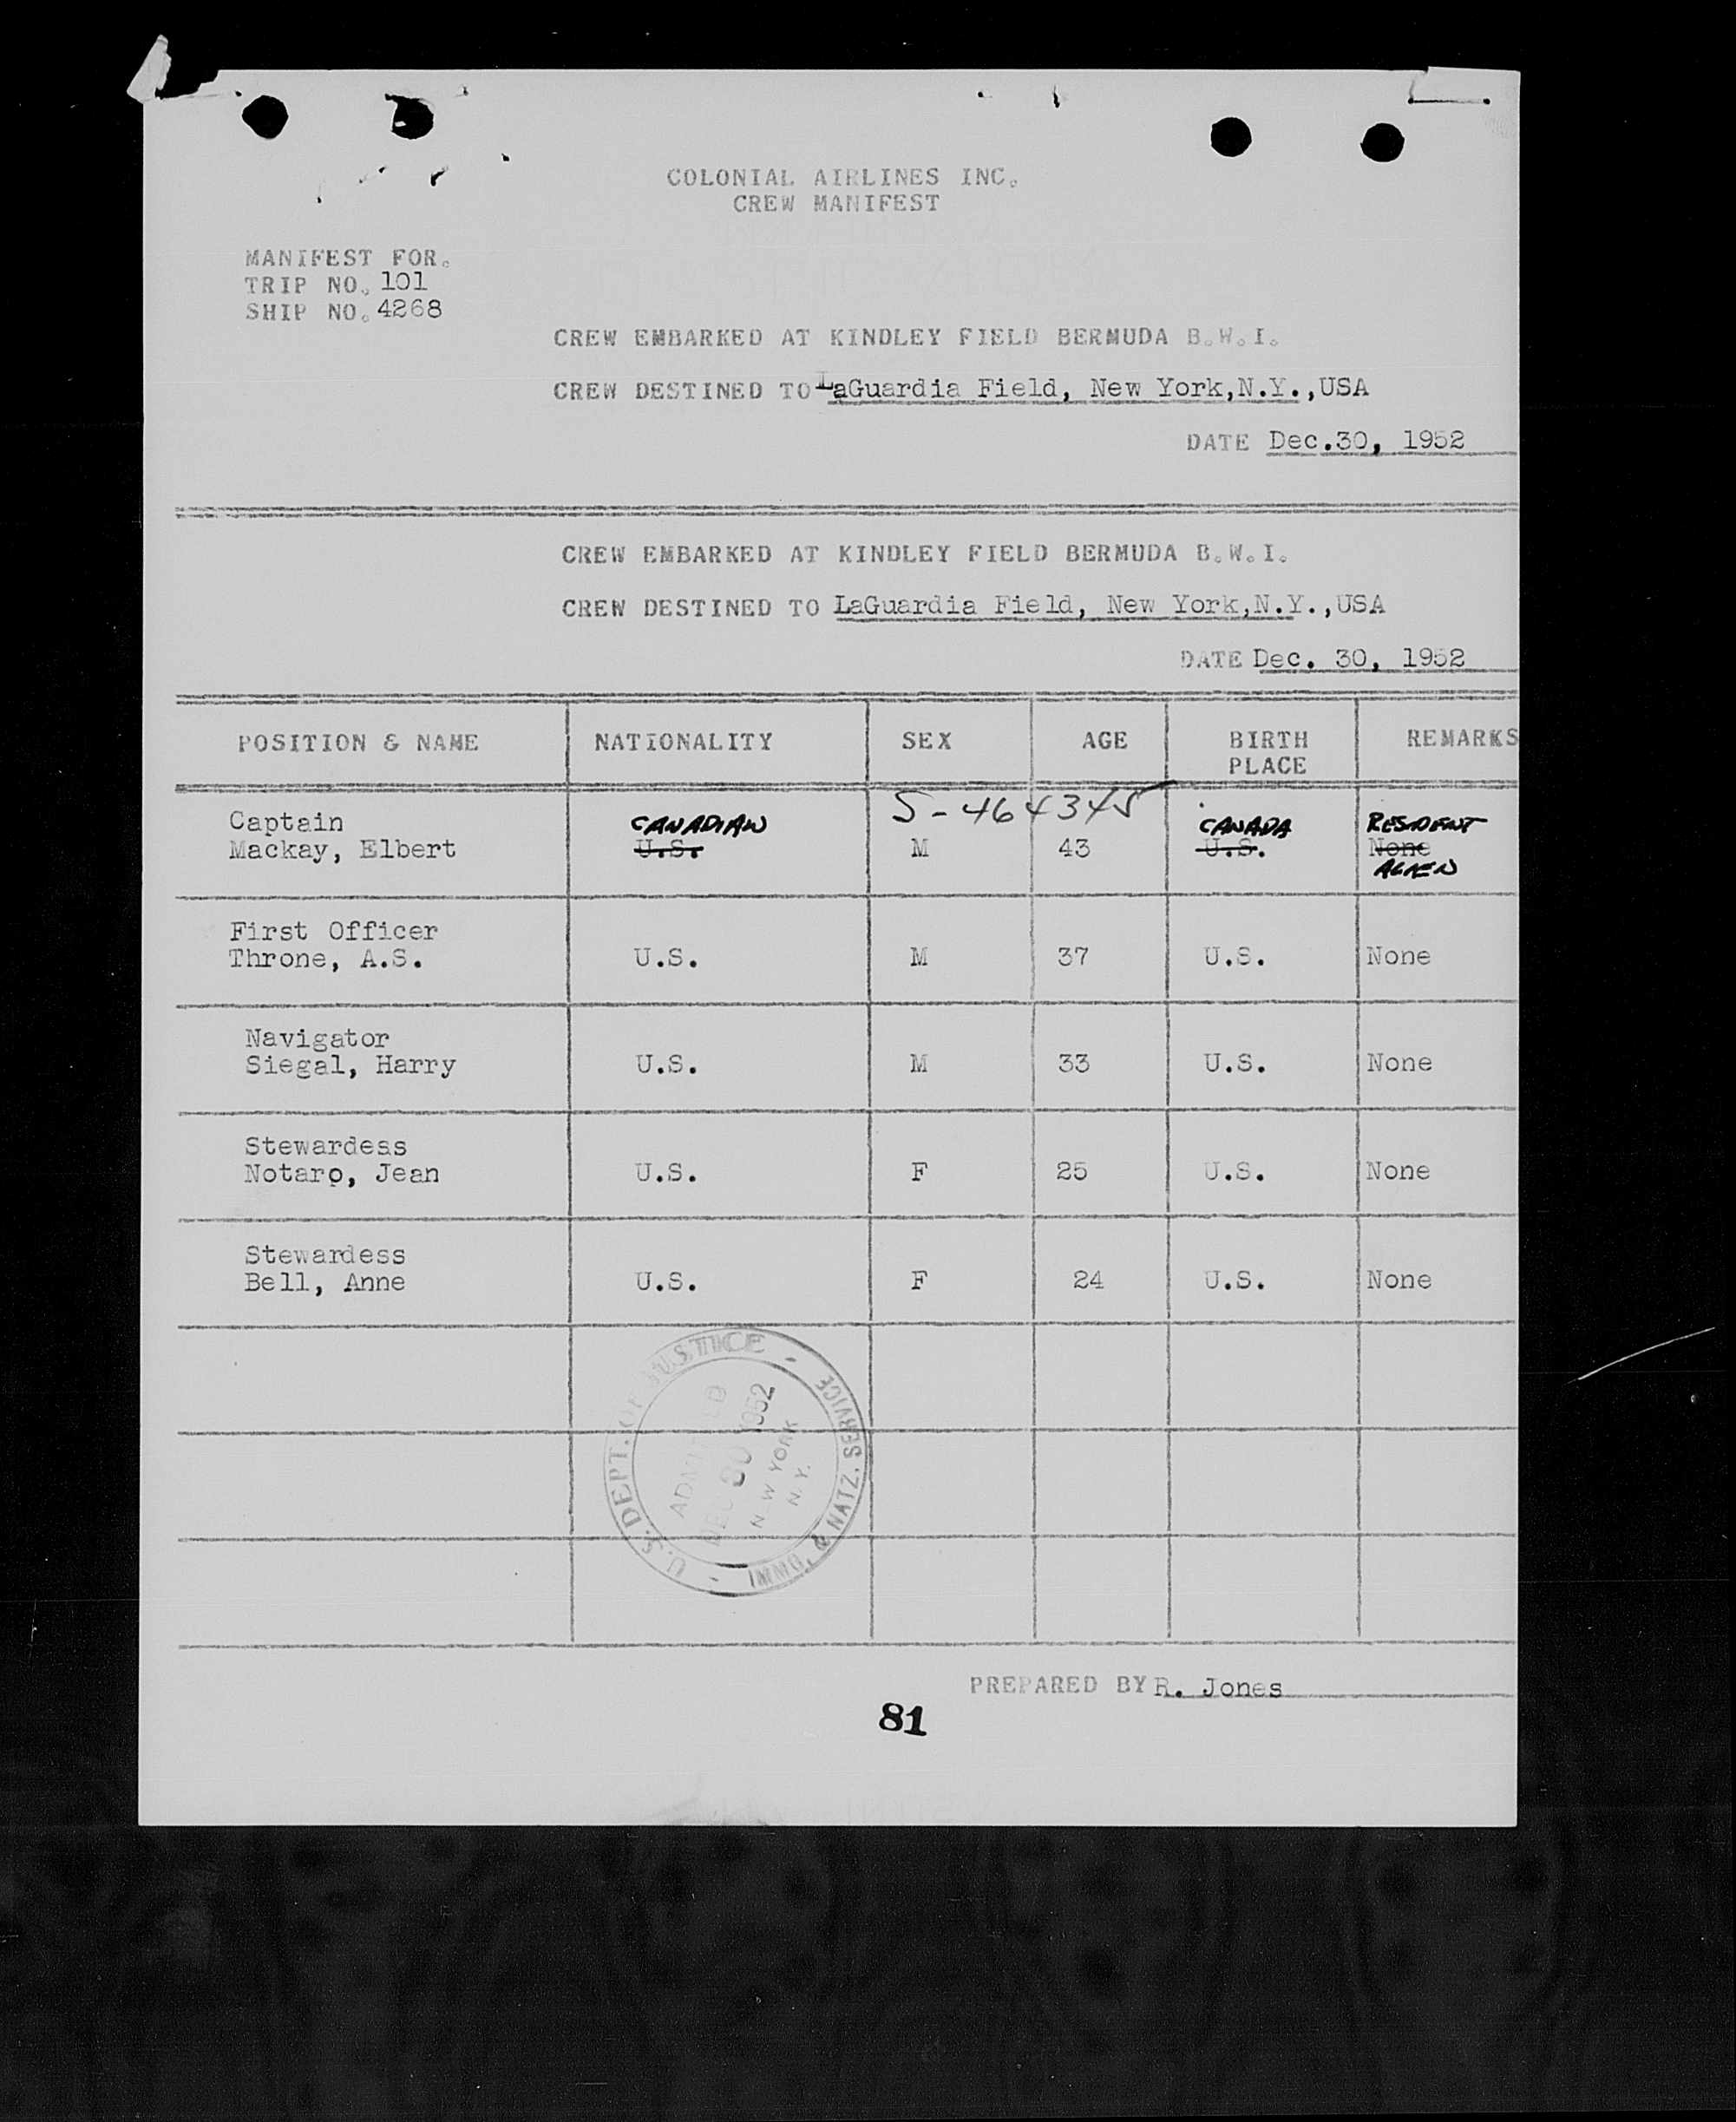 COLONIAL AIRLINES INC.
CREW MANIFEST
MANIFEST FOR.
TRIP NO. 101
SHIP NO. 4268
CREW EMBARKED AT KINDLEY FIELD BERMUDA B.W.I.
CREW DESTINED TO LaGuardia Field, New York,N.Y.,USA
DATE Dec.30, 1952
CREW EMBARKED AT KINDLEY FIELD BERMUDA B.W.I.
CREW DESTINED TO LaGuardia Field, New York,N.Y.,USA
DATE Dec. 30, 1952
POSITION & NAME NATIONALITY SEX AGE BIRTH PLACE REMARKS
S-464345
Captain CANADIAN CANADA RESIDENT
Mackay, Elbert U.S. M 43 U.S. None
ALIEN
First Officer
Throne, A.S. U.S. M 37 U.S. None
Navigator
Siegal, Harry U.S. M 33 U.S. None
Stewardess
Notaro, Jean U.S. F 25 U.S. None
Stewardess
Bell, Anne U.S. F 24 U.S. None
U.S. DEPT. OF JUSTICE - IMMI. & NATZ. SERVICE -
ADMITTED
DEC 30 1952
NEW YORK
N.Y.
PREPARED BY R. Jones
81